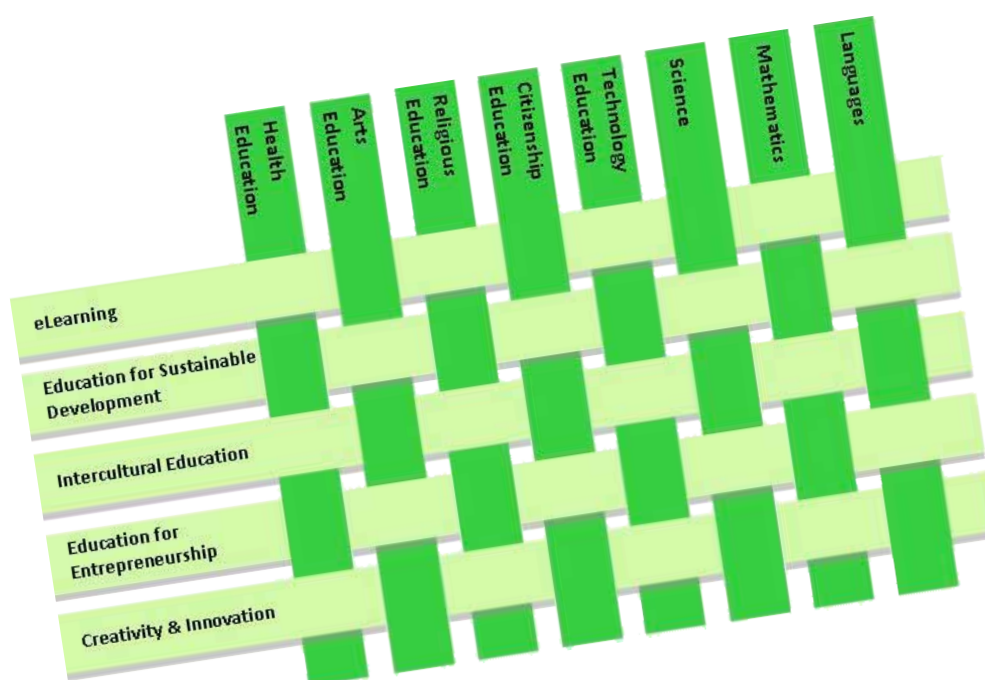 Health
Education
Arts
Education
Religious
Education
Citizenship
Education
Technology
Education
Science
Mathematics
Languages
eLearning
Education for Sustainable
Development
Intercultural Education
Education for
Entrepreneurship
Creativity & Innovation